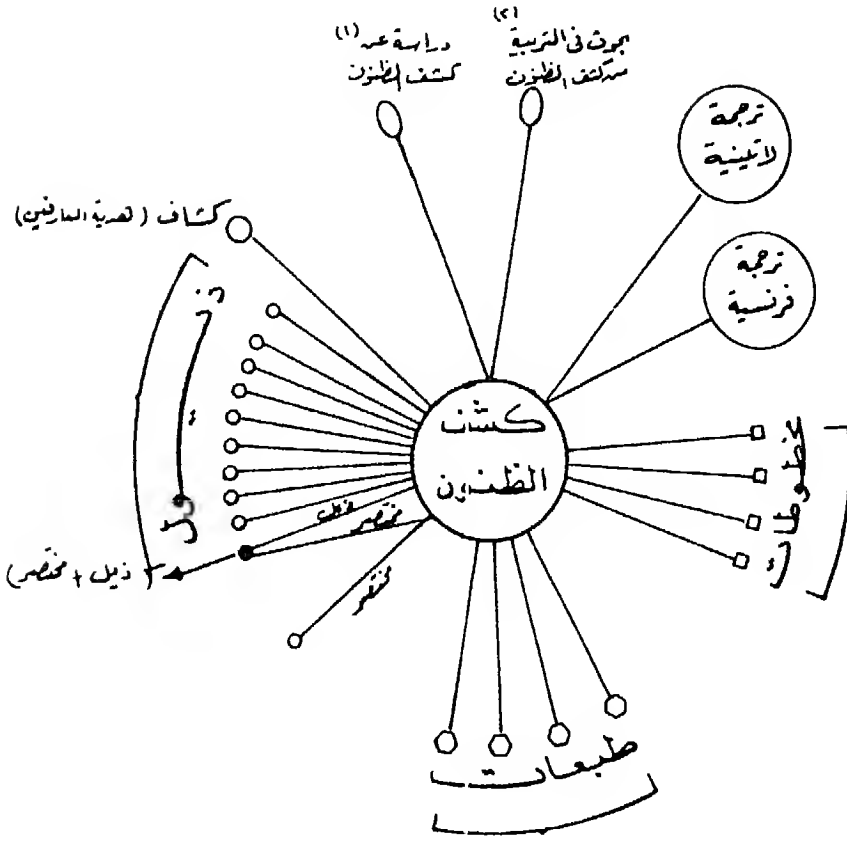 (٢)
بحوث في التربية
من كشف الظنون
دراسة عن (١)
كشف الظنون
ترجمة
لاتينية
كشاف (هدية العارفين)
ترجمة
فرنسية
ذيول
كشف
الظنون
مخطوطات
ذيل
مختصر
ذيل + مختصر)
مختصر
طبعات